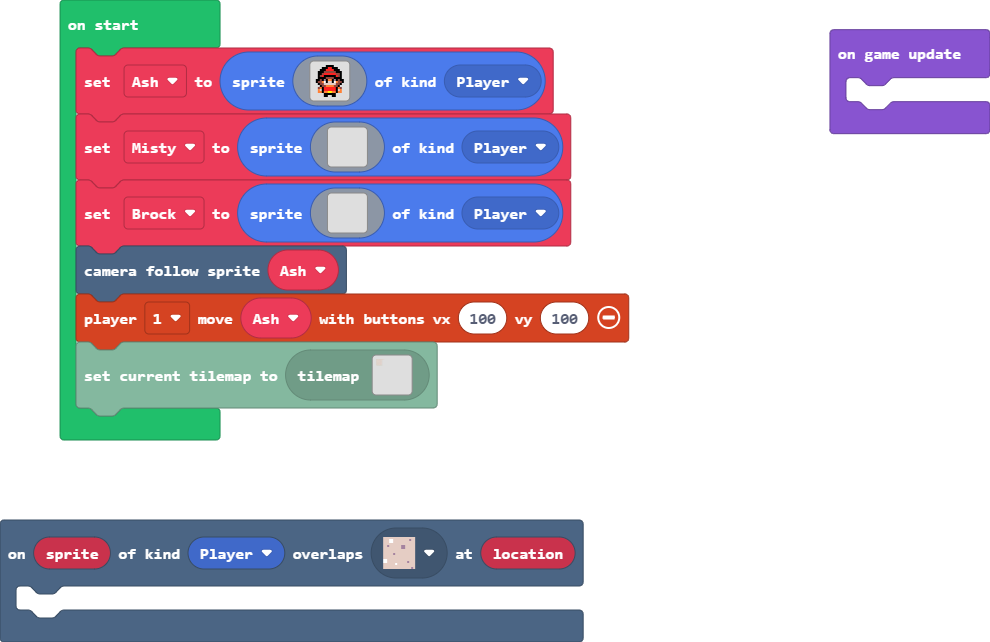 on start
on game update
set Ash to sprite of kind Player
set Misty to sprite of kind Player
set Brock to sprite of kind Player
camera follow sprite Ash
player 1 move Ash with buttons vx 100 vy 100
set current tilemap to tilemap
on sprite of kind Player overlaps at location